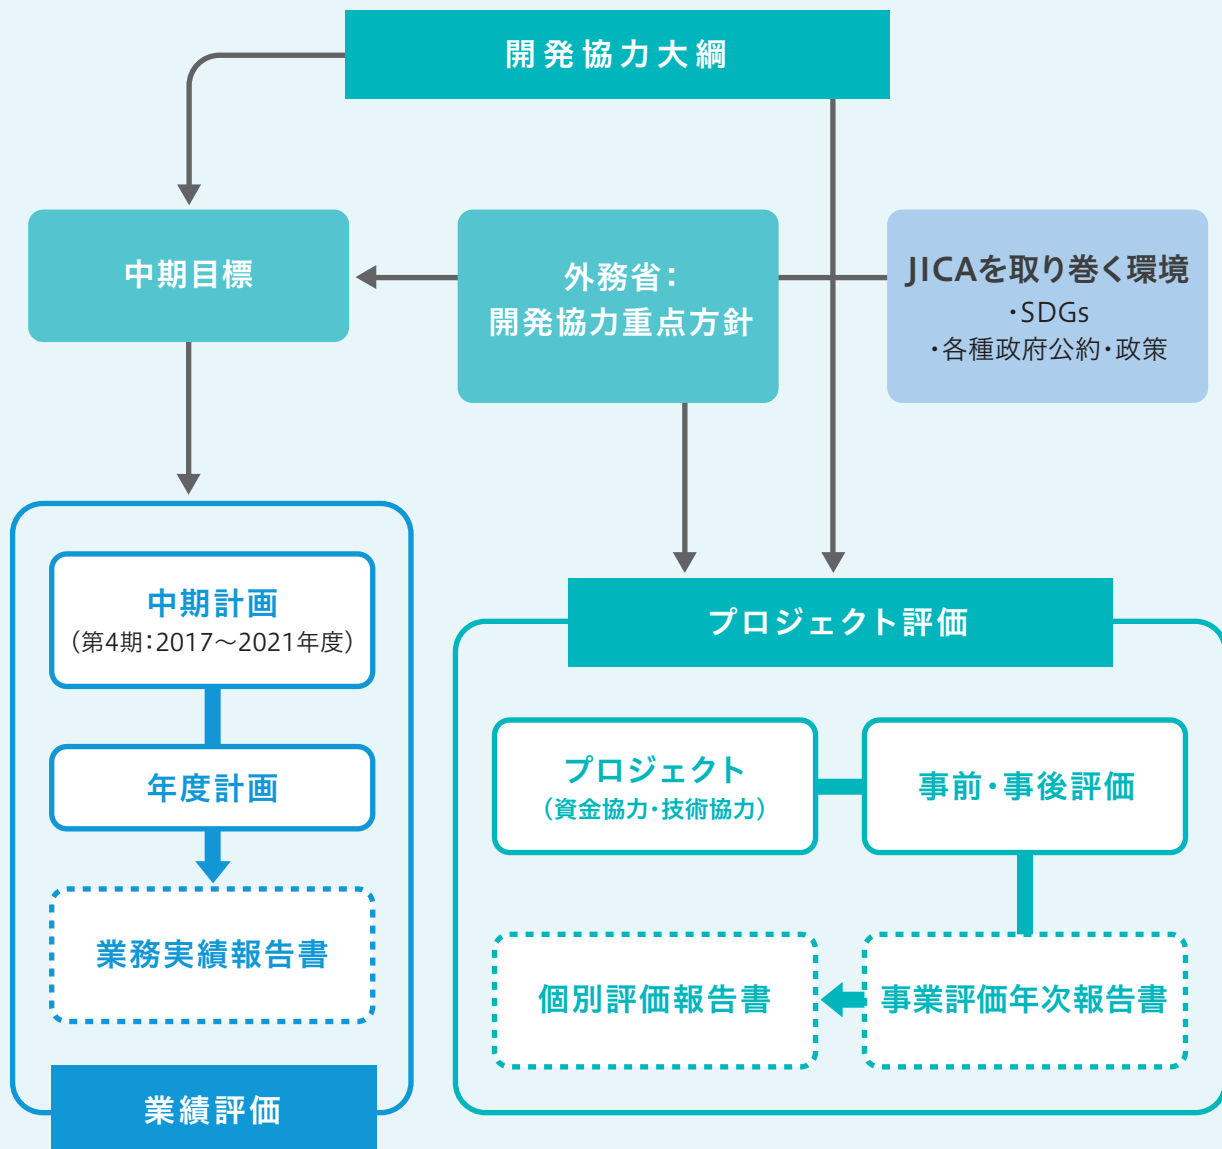 開発協力大綱
中期目標
外務省：
開発協力重点方針
JICAを取り巻く環境
・SDGs
・各種政府公約・政策
中期計画
（第4期：2017～2021年度）
年度計画
業務実績報告書
業績評価
プロジェクト評価
プロジェクト
（資金協力・技術協力）
事前・事後評価
個別評価報告書
事業評価年次報告書